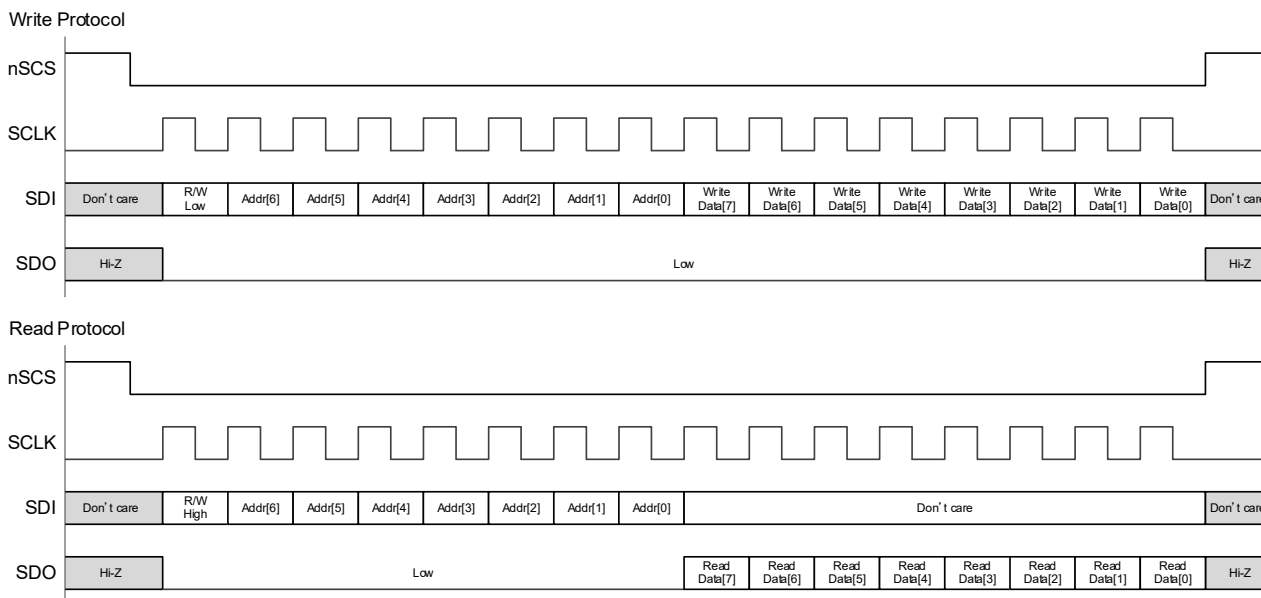 Write Protocol
nSCS
SCLK
SDI Don't care R/W Low Addr[6] Addr[5] Addr[4] Addr[3] Addr[2] Addr[1] Addr[0] Write Data[7] Write Data[6] Write Data[5] Write Data[4] Write Data[3] Write Data[2] Write Data[1] Write Data[0] Don't care
SDO Hi-Z Low Hi-Z
Read Protocol
nSCS
SCLK
SDI Don't care R/W High Addr[6] Addr[5] Addr[4] Addr[3] Addr[2] Addr[1] Addr[0] Don't care Don't care
SDO Hi-Z Low Read Data[7] Read Data[6] Read Data[5] Read Data[4] Read Data[3] Read Data[2] Read Data[1] Read Data[0] Hi-Z